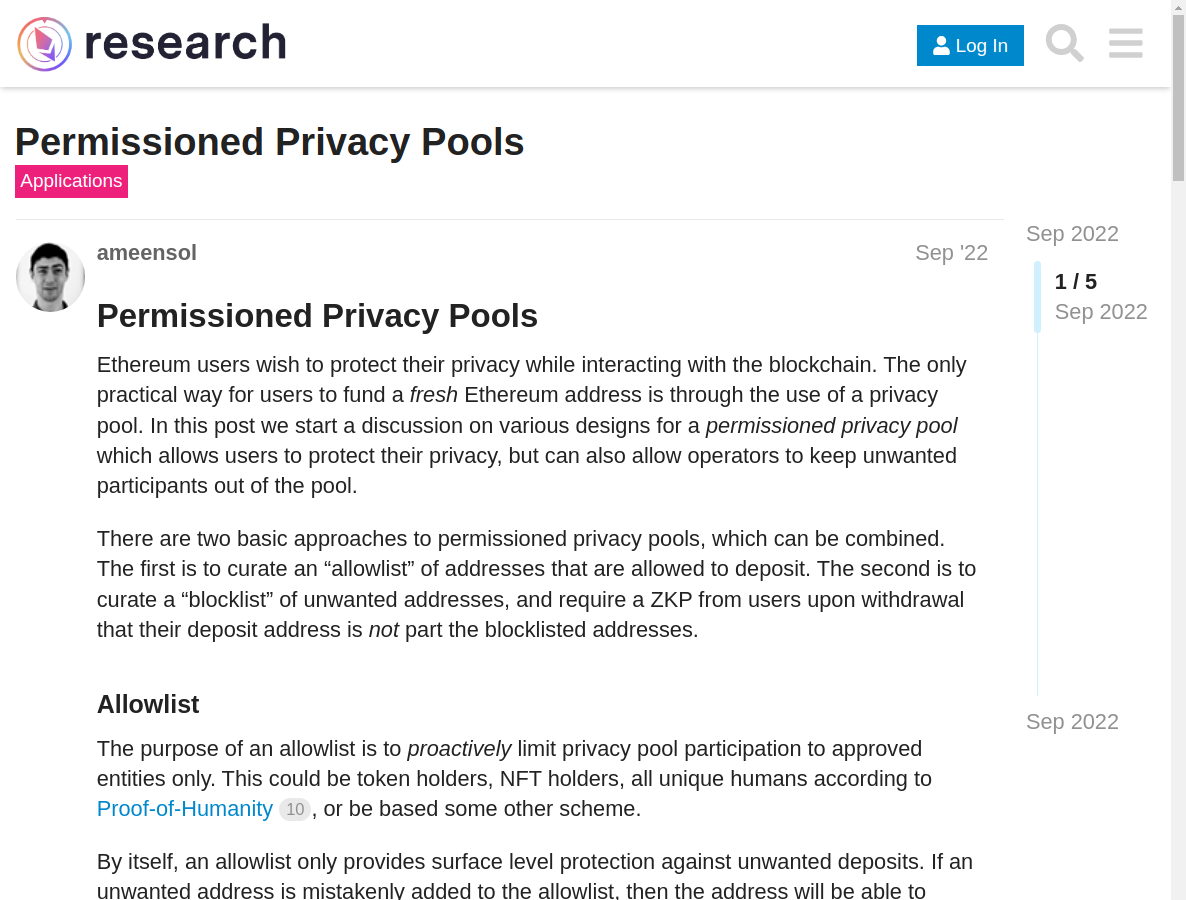 research
Log In
Permissioned Privacy Pools
Applications
ameensol
Sep '22
Sep 2022
1 / 5
Sep 2022
Permissioned Privacy Pools
Ethereum users wish to protect their privacy while interacting with the blockchain. The only
practical way for users to fund a fresh Ethereum address is through the use of a privacy
pool. In this post we start a discussion on various designs for a permissioned privacy pool
which allows users to protect their privacy, but can also allow operators to keep unwanted
participants out of the pool.
There are two basic approaches to permissioned privacy pools, which can be combined.
The first is to curate an “allowlist” of addresses that are allowed to deposit. The second is to
curate a “blocklist” of unwanted addresses, and require a ZKP from users upon withdrawal
that their deposit address is not part the blocklisted addresses.
Allowlist
Sep 2022
The purpose of an allowlist is to proactively limit privacy pool participation to approved
entities only. This could be token holders, NFT holders, all unique humans according to
Proof-of-Humanity 10, or be based some other scheme.
By itself, an allowlist only provides surface level protection against unwanted deposits. If an
unwanted address is mistakenly added to the allowlist, then the address will be able to